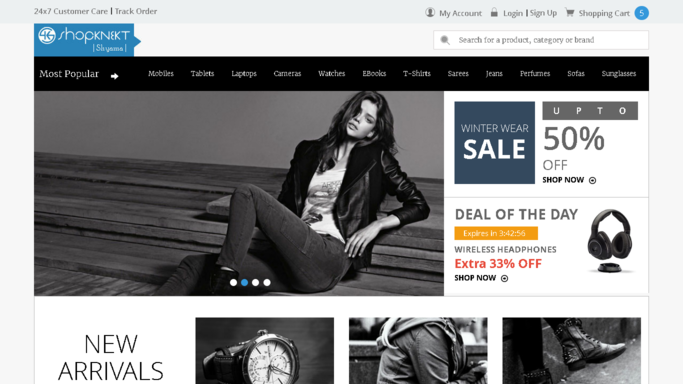 24x7 Customer Care | Track Order
My Account
Login | Sign Up
Shopping Cart 5
shopknekt
Search for a product, category or brand
Most Popular
Mobiles Tablets Laptops Cameras Watches EBooks T-Shirts Sarees Jeans Perfumes Sofas Sunglasses
WINTER WEAR
SALE
UPTO
50%
OFF
SHOP NOW
DEAL OF THE DAY
Expires In 3:42:56
WIRELESS HEADPHONES
Extra 33% OFF
SHOP NOW
NEW
ARRIVALS